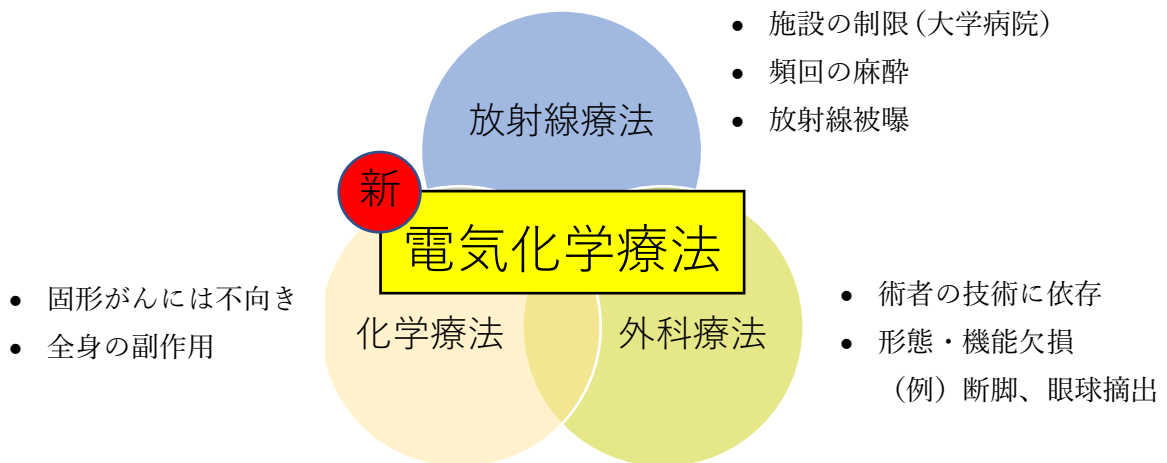 • 施設の制限（大学病院）
• 頻回の麻酔
• 放射線被曝
放射線療法
新
電気化学療法
• 固形がんには不向き
• 全身の副作用
化学療法
外科療法
• 術者の技術に依存
• 形態・機能欠損
（例）断脚、眼球摘出